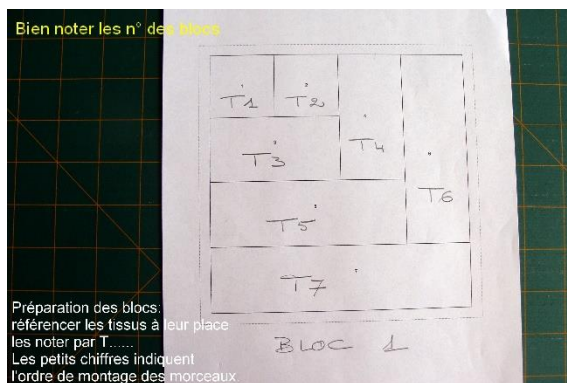 Bien noter les n° des blocs
T1 T2
T4
T3
T6
T5
T7
Préparation des blocs:
référencer les tissus à leur place
les noter par T......
Les petits chiffres indiquent
l'ordre de montage des morceaux
BLOC 1